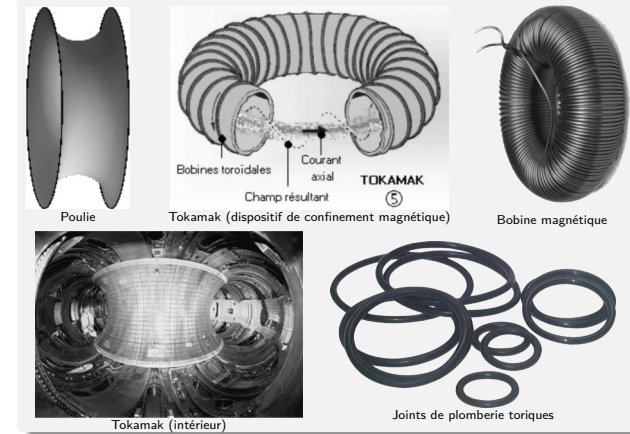 Bobines toroïdales
Courant
axial
Champ résultant
TOKAMAK
5
Poulie
Tokamak (dispositif de confinement magnétique)
Bobine magnétique
Tokamak (intérieur)
Joints de plomberie toriques